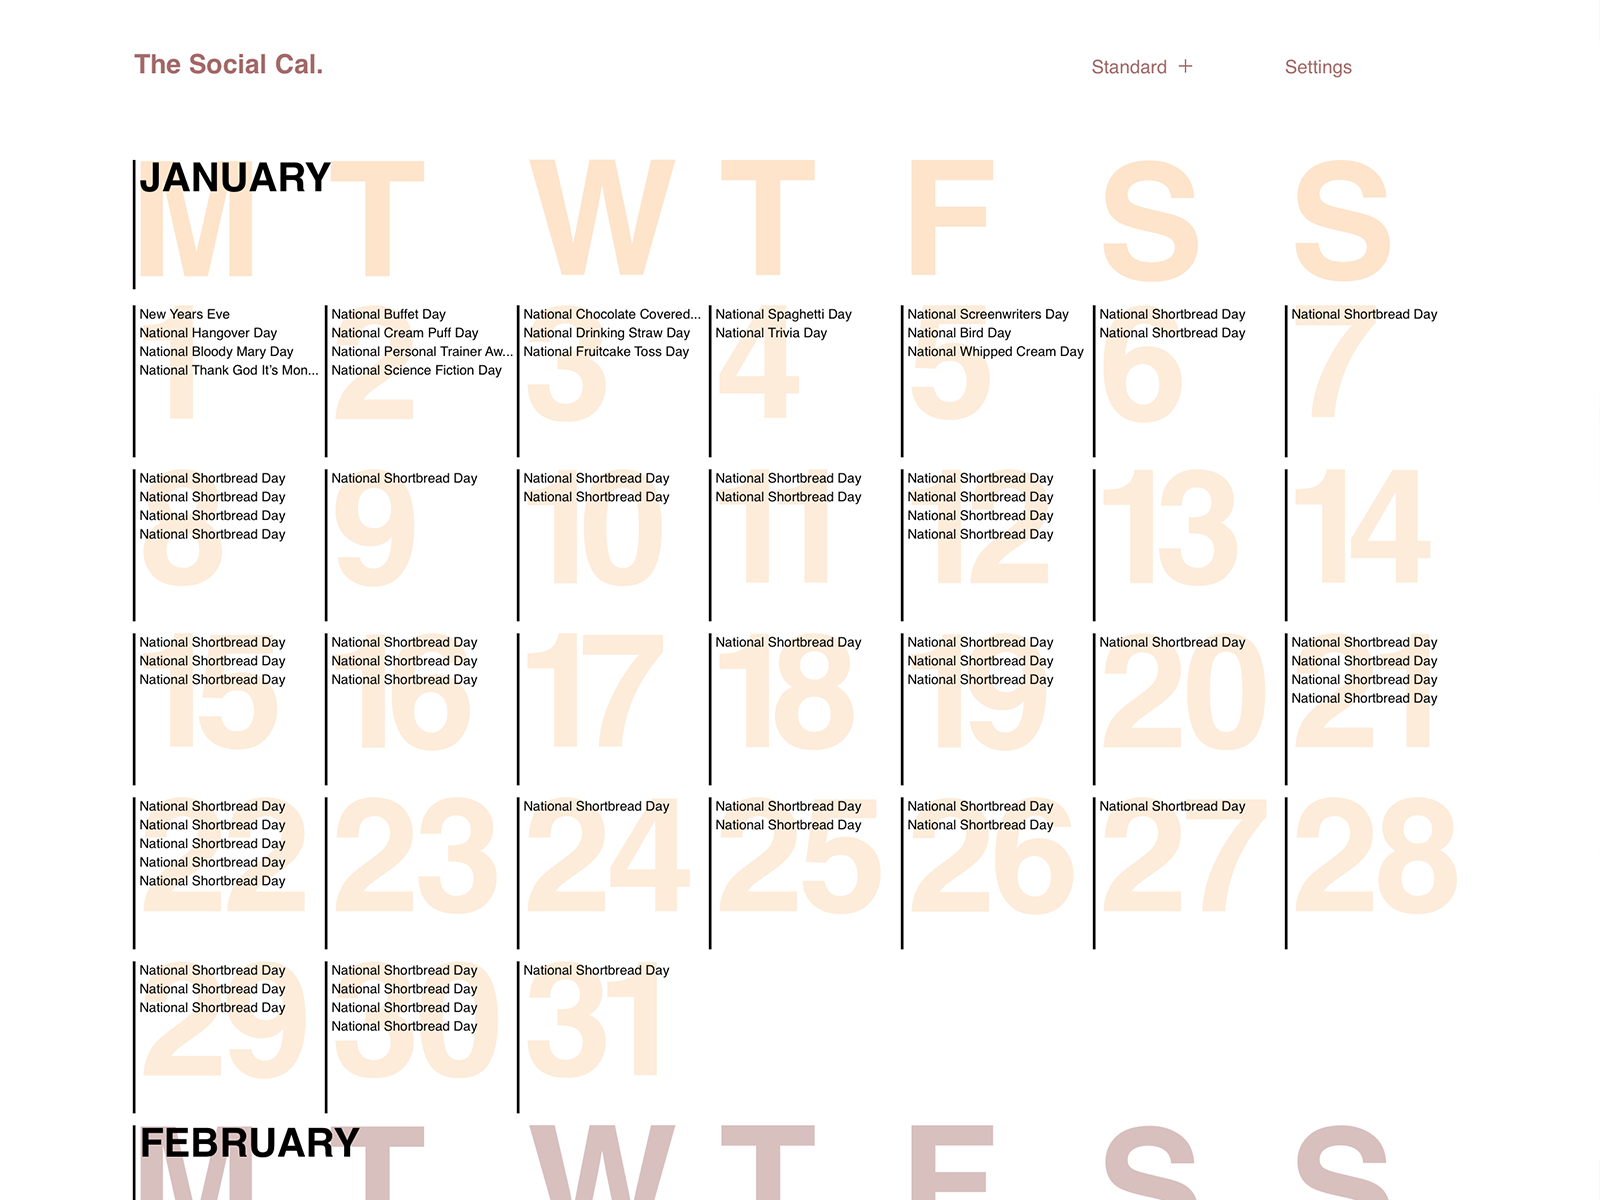 The Social Cal.
Standard +
Settings
JANUARY
M T W T F S S
1
New Years Eve
National Hangover Day
National Bloody Mary Day
National Thank God It's Mon...
2
National Buffet Day
National Cream Puff Day
National Personal Trainer Aw...
National Science Fiction Day
3
National Chocolate Covered...
National Drinking Straw Day
National Fruitcake Toss Day
4
National Spaghetti Day
National Trivia Day
5
National Screenwriters Day
National Bird Day
National Whipped Cream Day
6
National Shortbread Day
National Shortbread Day
7
National Shortbread Day
8
National Shortbread Day
National Shortbread Day
National Shortbread Day
National Shortbread Day
9
National Shortbread Day
10
National Shortbread Day
National Shortbread Day
11
National Shortbread Day
National Shortbread Day
12
National Shortbread Day
National Shortbread Day
National Shortbread Day
National Shortbread Day
13
14
15
National Shortbread Day
National Shortbread Day
National Shortbread Day
16
National Shortbread Day
National Shortbread Day
National Shortbread Day
17
18
National Shortbread Day
19
National Shortbread Day
National Shortbread Day
National Shortbread Day
20
National Shortbread Day
21
National Shortbread Day
National Shortbread Day
National Shortbread Day
National Shortbread Day
22
National Shortbread Day
National Shortbread Day
National Shortbread Day
National Shortbread Day
National Shortbread Day
23
24
National Shortbread Day
25
National Shortbread Day
National Shortbread Day
26
National Shortbread Day
National Shortbread Day
27
National Shortbread Day
28
29
National Shortbread Day
National Shortbread Day
National Shortbread Day
30
National Shortbread Day
National Shortbread Day
National Shortbread Day
National Shortbread Day
31
National Shortbread Day
FEBRUARY
M T W T F S S